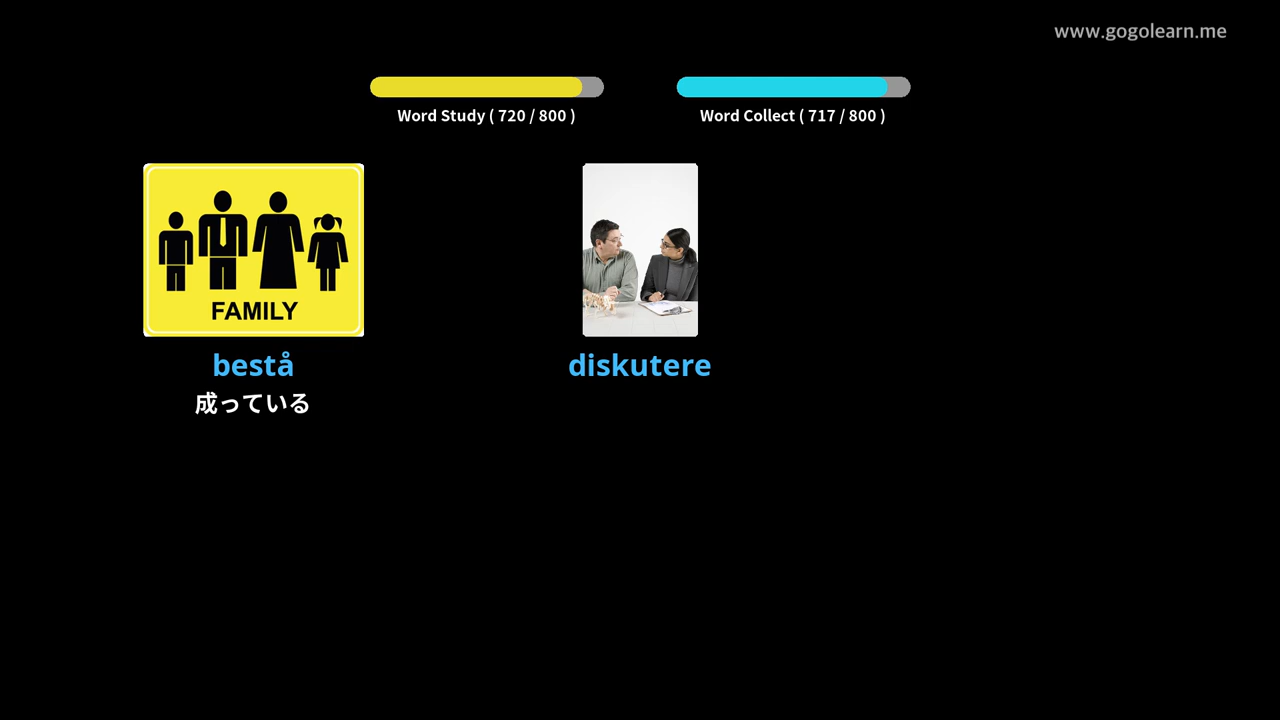 www.gogolearn.me
Word Study ( 720 / 800 )
Word Collect ( 717 / 800 )
FAMILY
bestå
diskutere
成っている